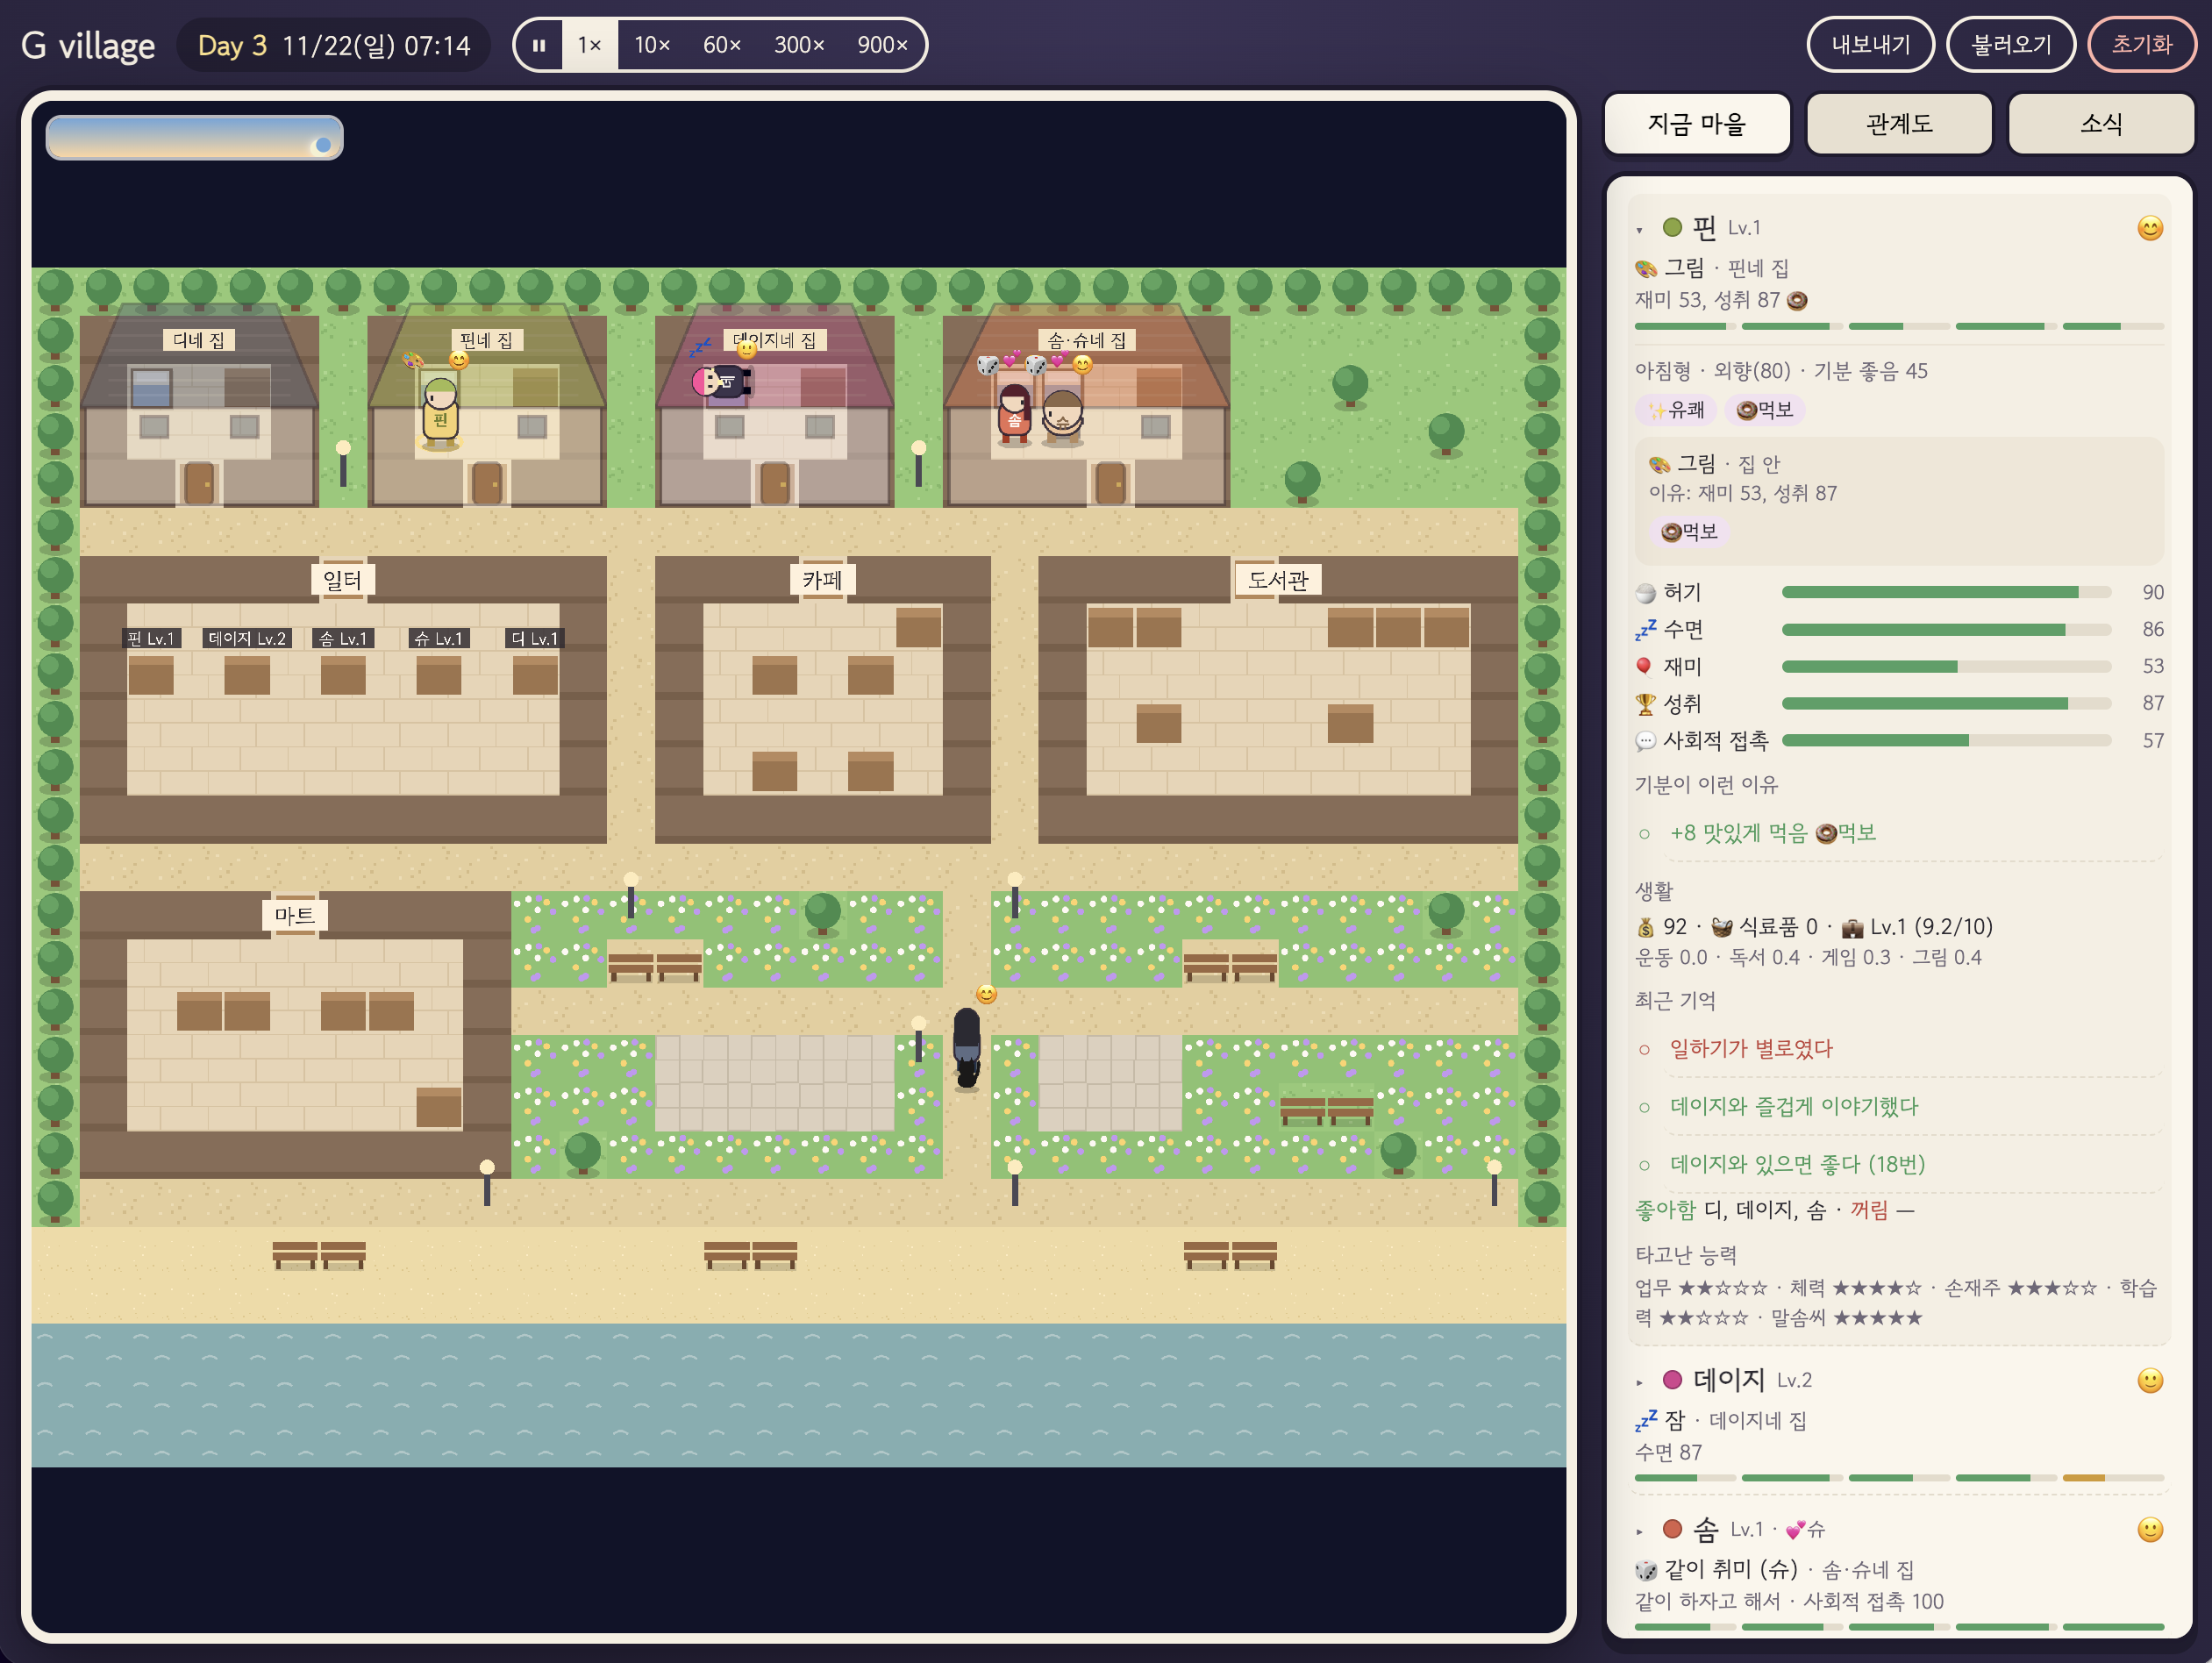 G village
Day 3 11/22(일) 07:14
1× 10× 60× 300× 900×
내보내기 불러오기 초기화
지금 마을 관계도 소식
디네 집 핀네 집 데이지네 집 솜·슈네 집
핀
솜 슈
일터 카페 도서관
핀 Lv.1 데이지 Lv.2 솜 Lv.1 슈 Lv.1 디 Lv.1
마트
핀 Lv.1
그림 · 핀네 집
재미 53, 성취 87
아침형 · 외향(80) · 기분 좋음 45
유쾌 먹보
그림 · 집 안
이유: 재미 53, 성취 87
먹보
허기 90
수면 86
재미 53
성취 87
사회적 접촉 57
기분이 이런 이유
+8 맛있게 먹음 먹보
생활
92 · 식료품 0 · Lv.1 (9.2/10)
운동 0.0 · 독서 0.4 · 게임 0.3 · 그림 0.4
최근 기억
일하기가 별로였다
데이지와 즐겁게 이야기했다
데이지와 있으면 좋다 (18번)
좋아함 디, 데이지, 솜 · 꺼림 —
타고난 능력
업무 ★★☆☆☆ · 체력 ★★★★☆ · 손재주 ★★★☆☆ · 학습
력 ★★☆☆☆ · 말솜씨 ★★★★★
데이지 Lv.2
잠 · 데이지네 집
수면 87
솜 Lv.1 · 슈
같이 취미 (슈) · 솜·슈네 집
같이 하자고 해서 · 사회적 접촉 100